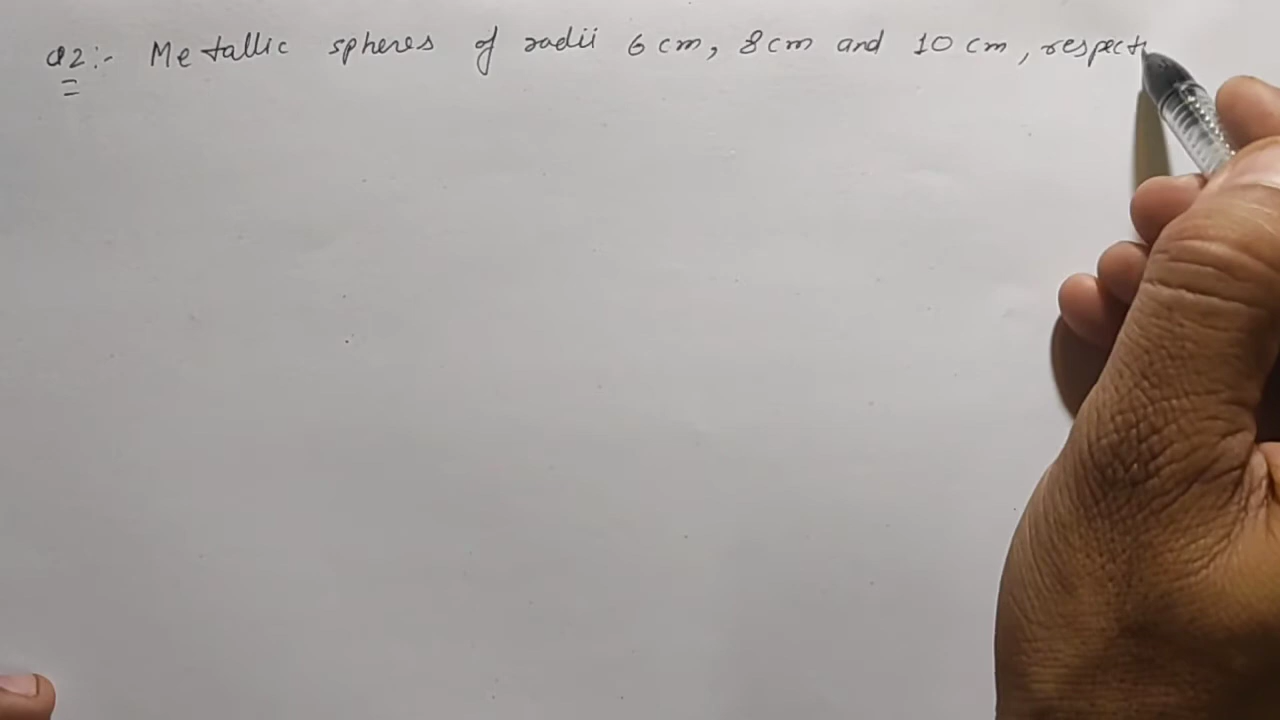 Q2:- Metallic spheres of radii 6 cm, 8 cm and 10 cm, respect